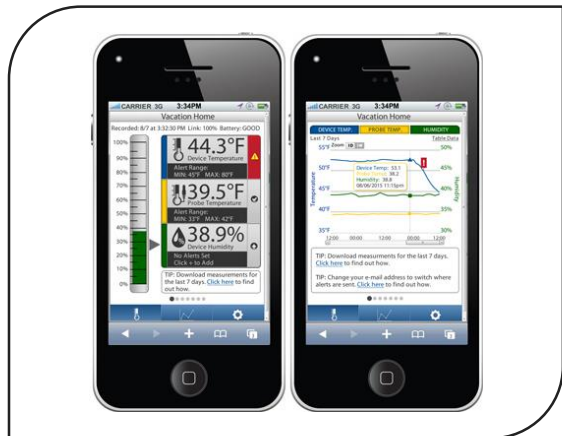 CARRIER 3G 3:34PM
Vacation Home
Recorded: 8/7 at 3:32:30 PM Link: 100% Battery: GOOD
100%
90%
80%
70%
60%
50%
40%
30%
20%
10%
0%
44.3°F
Device Temperature
Alert Range:
MIN: 45°F MAX: 80°F
39.5°F
Probe Temperature
Alert Range:
MIN: 33°F MAX: 42°F
38.9%
Device Humidity
No Alerts Set
Click + to Add
TIP: Download measurements for
the last 7 days. Click here to find
out how.
CARRIER 3G 3:34PM
Vacation Home
DEVICE TEMP. PROBE TEMP. HUMIDITY
Last 7 Days Table Data
Zoom
55°F 50%
50°F 45%
45°F 40%
40°F 35%
35°F 30%
Temperature
Humidity
Device Temp: 53.1
38.2
Humidity: 38.8
08/06/2015 11:15pm
12:00 00:00 12:00
TIP: Download measurments for the last 7 days.
Click here to find out how.
TIP: Change your e-mail address to switch where
alerts are sent. Click here to find out how.